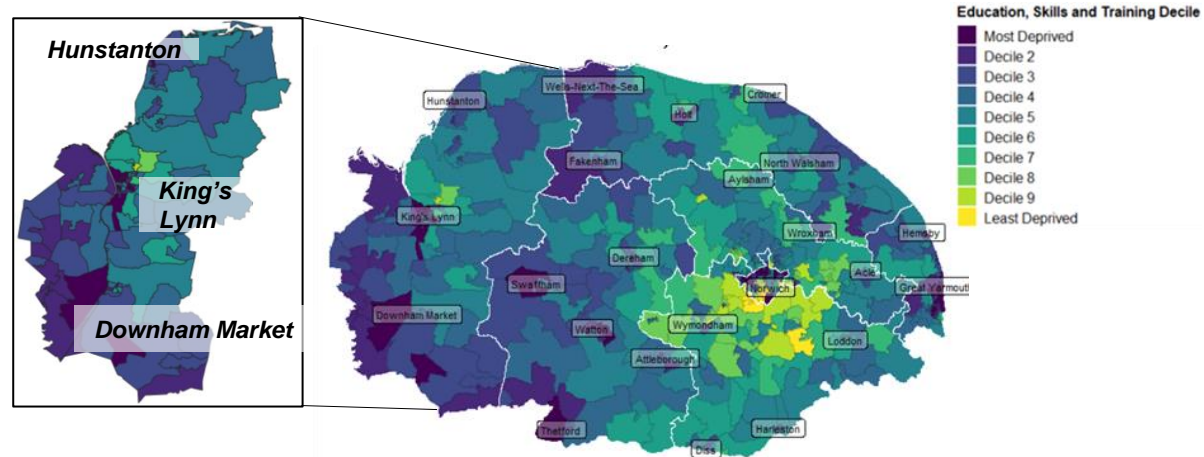 Hunstanton
King's
Lynn
Downham Market
Wells-Next-The-Sea
Cromer
Hunstanton
Holt
Fakenham
North Walsham
Aylsham
King's Lynn
Wroxham
Hemsby
Dereham
Acle
Swaffham
Norwich
Great Yarmouth
Downham Market
Watton
Wymondham
Loddon
Attleborough
Thetford
Harleston
Diss
Education, Skills and Training Decile
Most Deprived
Decile 2
Decile 3
Decile 4
Decile 5
Decile 6
Decile 7
Decile 8
Decile 9
Least Deprived